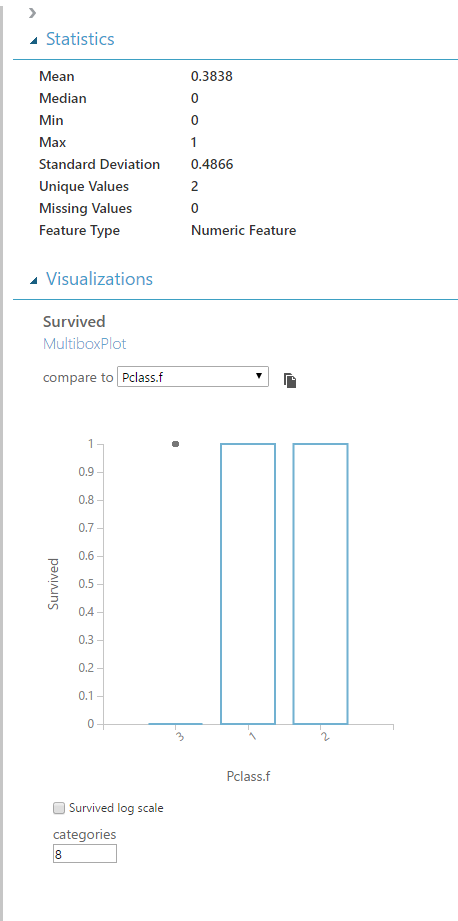 Statistics
Mean 0.3838
Median 0
Min 0
Max 1
Standard Deviation 0.4866
Unique Values 2
Missing Values 0
Feature Type Numeric Feature
Visualizations
Survived
MultiboxPlot
compare to Pclass.f
1
0.9
0.8
0.7
0.6
0.5
0.4
0.3
0.2
0.1
0
Survived
3 1 2
Pclass.f
Survived log scale
categories
8